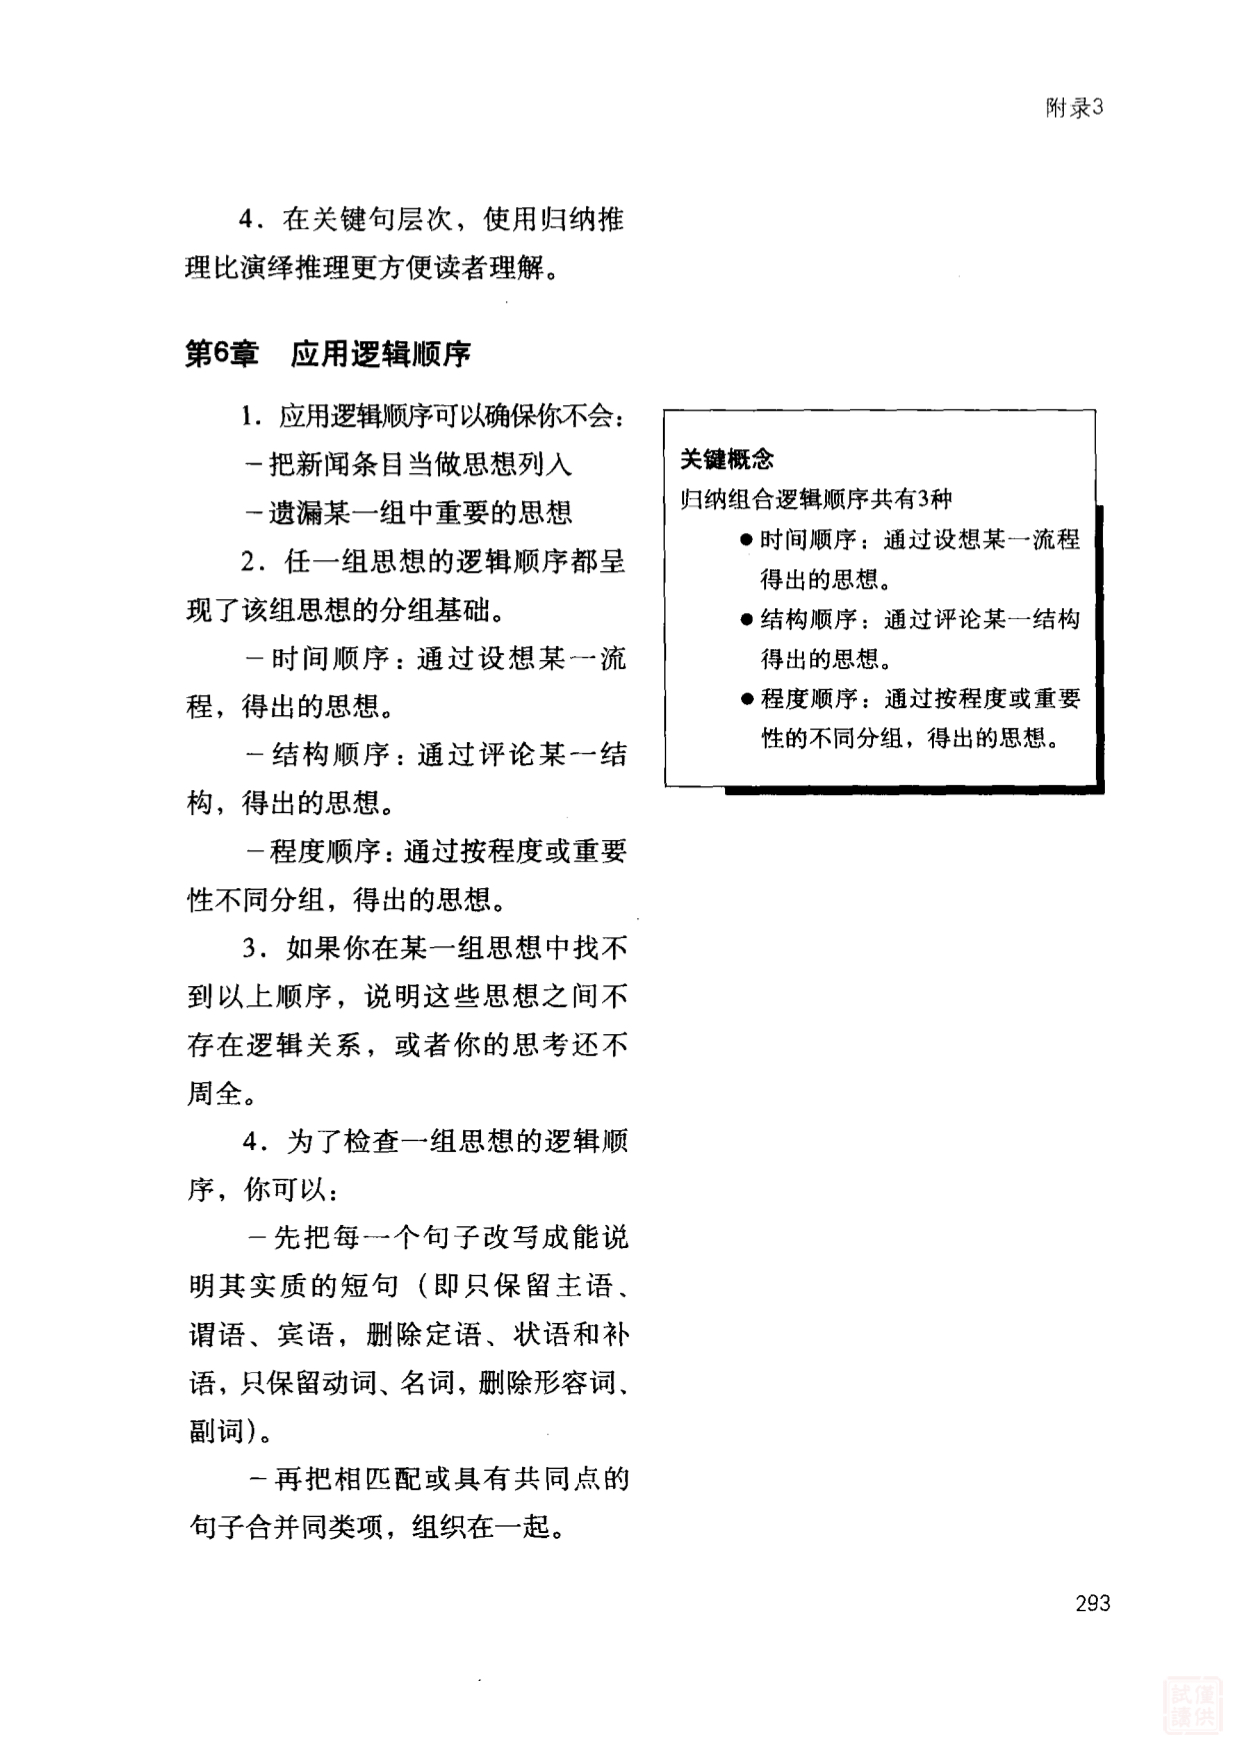 附录3
4. 在关键句层次，使用归纳推
理比演绎推理更方便读者理解。
第6章 应用逻辑顺序
1. 应用逻辑顺序可以确保你不会：
－把新闻条目当做思想列入
－遗漏某一组中重要的思想
2. 任一组思想的逻辑顺序都呈
现了该组思想的分组基础。
－时间顺序：通过设想某一流
程，得出的思想。
－结构顺序：通过评论某一结
构，得出的思想。
－程度顺序：通过按程度或重要
性不同分组，得出的思想。
3. 如果你在某一组思想中找不
到以上顺序，说明这些思想之间不
存在逻辑关系，或者你的思考还不
周全。
4. 为了检查一组思想的逻辑顺
序，你可以：
－先把每一个句子改写成能说
明其实质的短句（即只保留主语、
谓语、宾语，删除定语、状语和补
语，只保留动词、名词，删除形容词、
副词）。
－再把相匹配或具有共同点的
句子合并同类项，组织在一起。
关键概念
归纳组合逻辑顺序共有3种
●时间顺序：通过设想某一流程
得出的思想。
●结构顺序：通过评论某一结构
得出的思想。
●程度顺序：通过按程度或重要
性的不同分组，得出的思想。
293
僅供
試讀